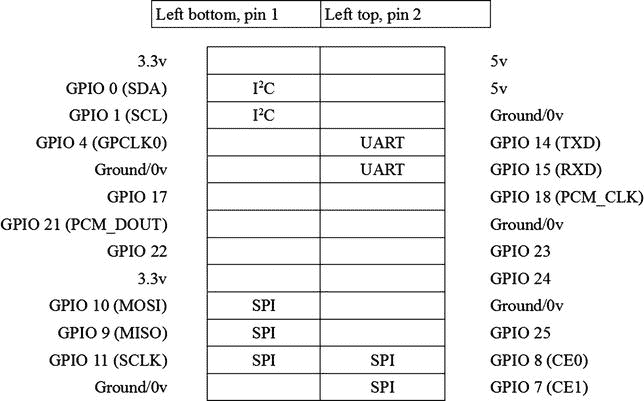 Left bottom, pin 1 Left top, pin 2
3.3v 5v
GPIO 0 (SDA) I²C 5v
GPIO 1 (SCL) I²C Ground/0v
GPIO 4 (GPCLK0) UART GPIO 14 (TXD)
Ground/0v UART GPIO 15 (RXD)
GPIO 17 GPIO 18 (PCM_CLK)
GPIO 21 (PCM_DOUT) Ground/0v
GPIO 22 GPIO 23
3.3v GPIO 24
GPIO 10 (MOSI) SPI Ground/0v
GPIO 9 (MISO) SPI GPIO 25
GPIO 11 (SCLK) SPI SPI GPIO 8 (CE0)
Ground/0v SPI GPIO 7 (CE1)